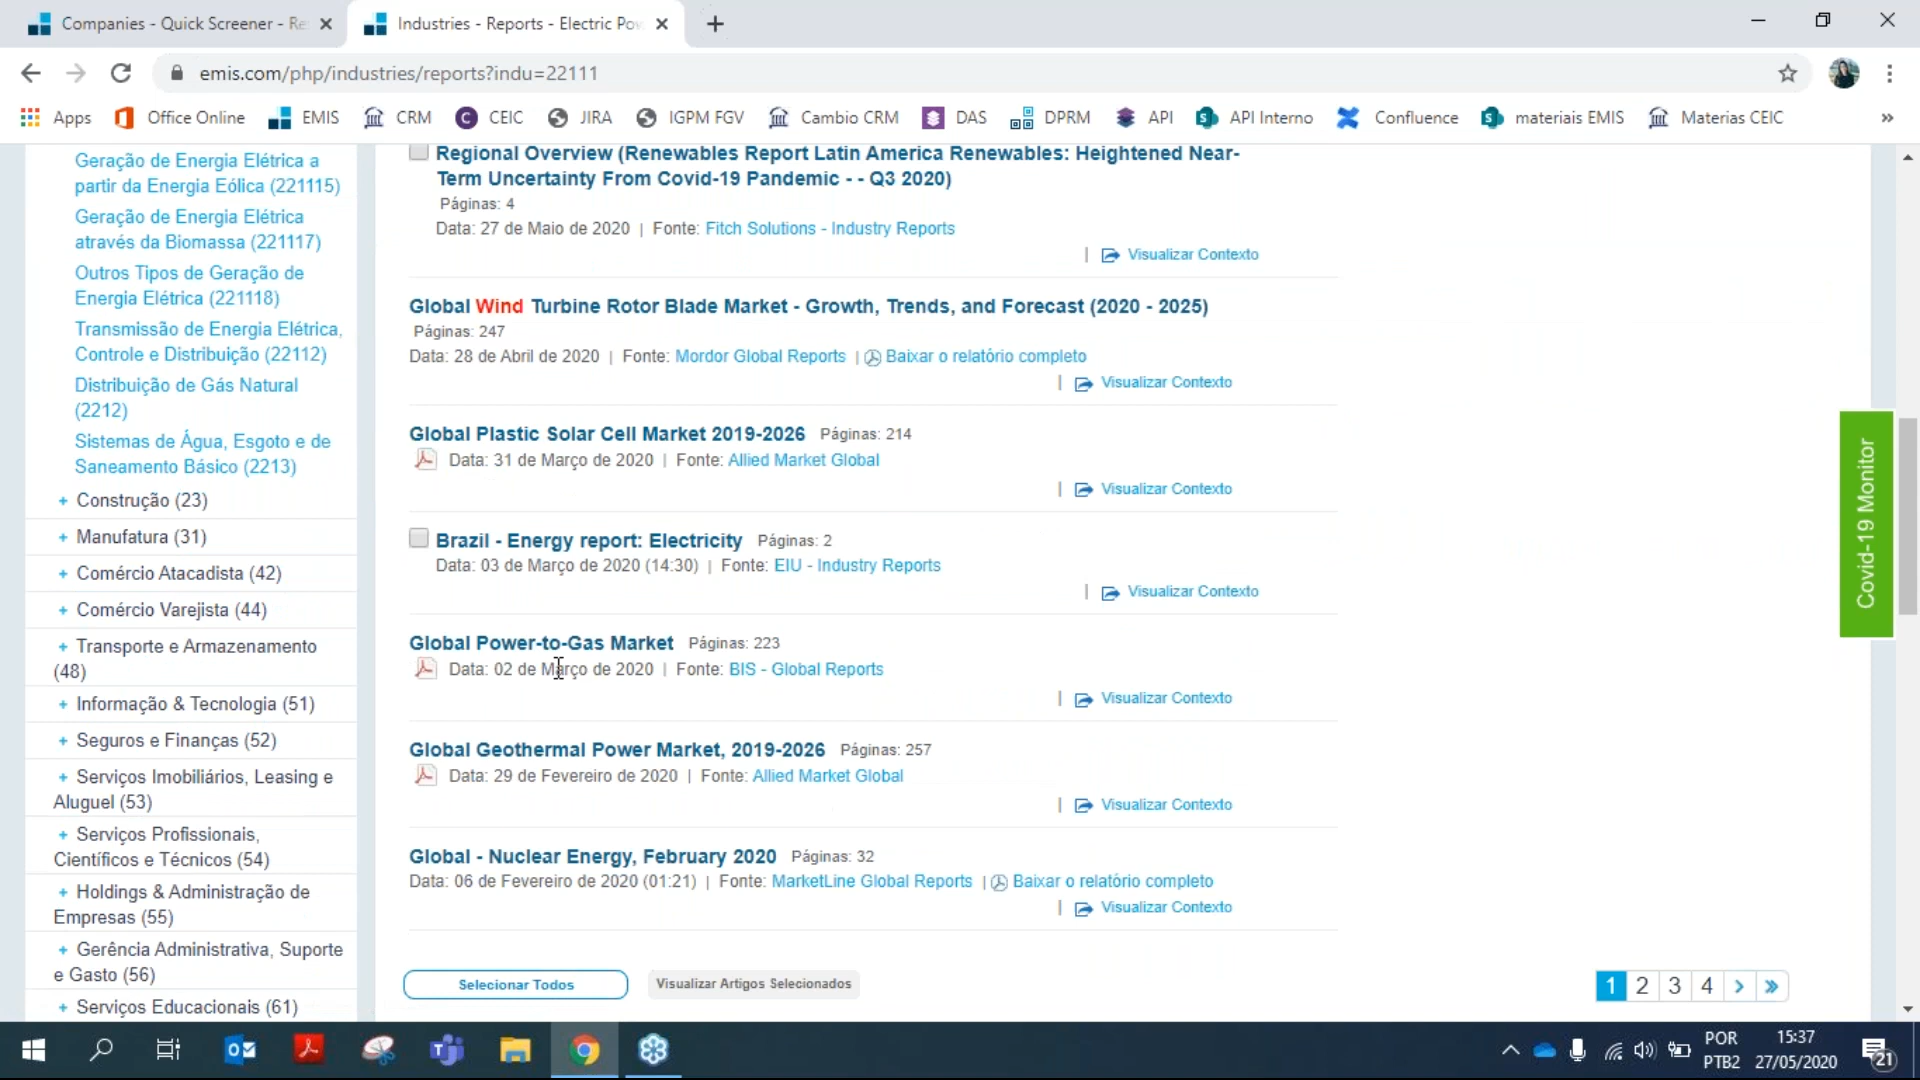 Companies - Quick Screener - Re
Industries - Reports - Electric Pow
emis.com/php/industries/reports?indu=22111
Apps
Office Online
EMIS
CRM
CEIC
JIRA
IGPM FGV
Cambio CRM
DAS
DPRM
API
API Interno
Confluence
materiais EMIS
Materias CEIC
»
Geração de Energia Elétrica a
partir da Energia Eólica (221115)
Geração de Energia Elétrica
através da Biomassa (221117)
Outros Tipos de Geração de
Energia Elétrica (221118)
Transmissão de Energia Elétrica,
Controle e Distribuição (22112)
Distribuição de Gás Natural
(2212)
Sistemas de Água, Esgoto e de
Saneamento Básico (2213)
+ Construção (23)
+ Manufatura (31)
+ Comércio Atacadista (42)
+ Comércio Varejista (44)
+ Transporte e Armazenamento
(48)
+ Informação & Tecnologia (51)
+ Seguros e Finanças (52)
+ Serviços Imobiliários, Leasing e
Aluguel (53)
+ Serviços Profissionais,
Científicos e Técnicos (54)
+ Holdings & Administração de
Empresas (55)
+ Gerência Administrativa, Suporte
e Gasto (56)
+ Serviços Educacionais (61)
Regional Overview (Renewables Report Latin America Renewables: Heightened Near-
Term Uncertainty From Covid-19 Pandemic - - Q3 2020)
Páginas: 4
Data: 27 de Maio de 2020 | Fonte: Fitch Solutions - Industry Reports
| Visualizar Contexto
Global Wind Turbine Rotor Blade Market - Growth, Trends, and Forecast (2020 - 2025)
Páginas: 247
Data: 28 de Abril de 2020 | Fonte: Mordor Global Reports | Baixar o relatório completo
| Visualizar Contexto
Global Plastic Solar Cell Market 2019-2026 Páginas: 214
Data: 31 de Março de 2020 | Fonte: Allied Market Global
| Visualizar Contexto
Brazil - Energy report: Electricity Páginas: 2
Data: 03 de Março de 2020 (14:30) | Fonte: EIU - Industry Reports
| Visualizar Contexto
Global Power-to-Gas Market Páginas: 223
Data: 02 de Março de 2020 | Fonte: BIS - Global Reports
| Visualizar Contexto
Global Geothermal Power Market, 2019-2026 Páginas: 257
Data: 29 de Fevereiro de 2020 | Fonte: Allied Market Global
| Visualizar Contexto
Global - Nuclear Energy, February 2020 Páginas: 32
Data: 06 de Fevereiro de 2020 (01:21) | Fonte: MarketLine Global Reports | Baixar o relatório completo
| Visualizar Contexto
Selecionar Todos
Visualizar Artigos Selecionados
1 2 3 4 > »
Covid-19 Monitor
POR
PTB2
15:37
27/05/2020
21